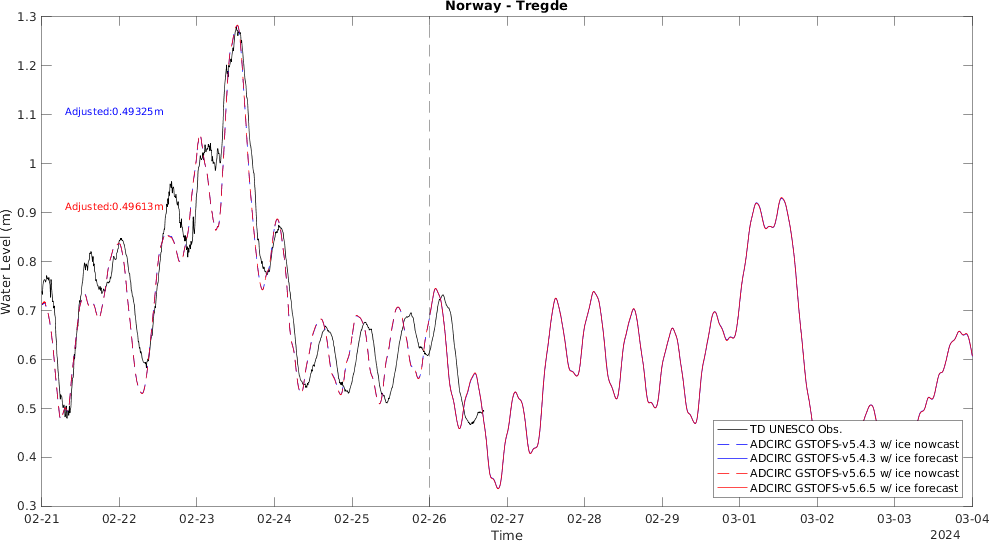 Norway - Tregde
1.3
1.2
1.1
1
0.9
0.8
0.7
0.6
0.5
0.4
0.3
Water Level (m)
Adjusted:0.49325m
Adjusted:0.49613m
TD UNESCO Obs.
ADCIRC GSTOFS-v5.4.3 w/ ice nowcast
ADCIRC GSTOFS-v5.4.3 w/ ice forecast
ADCIRC GSTOFS-v5.6.5 w/ ice nowcast
ADCIRC GSTOFS-v5.6.5 w/ ice forecast
02-21 02-22 02-23 02-24 02-25 02-26 02-27 02-28 02-29 03-01 03-02 03-03 03-04
Time
2024